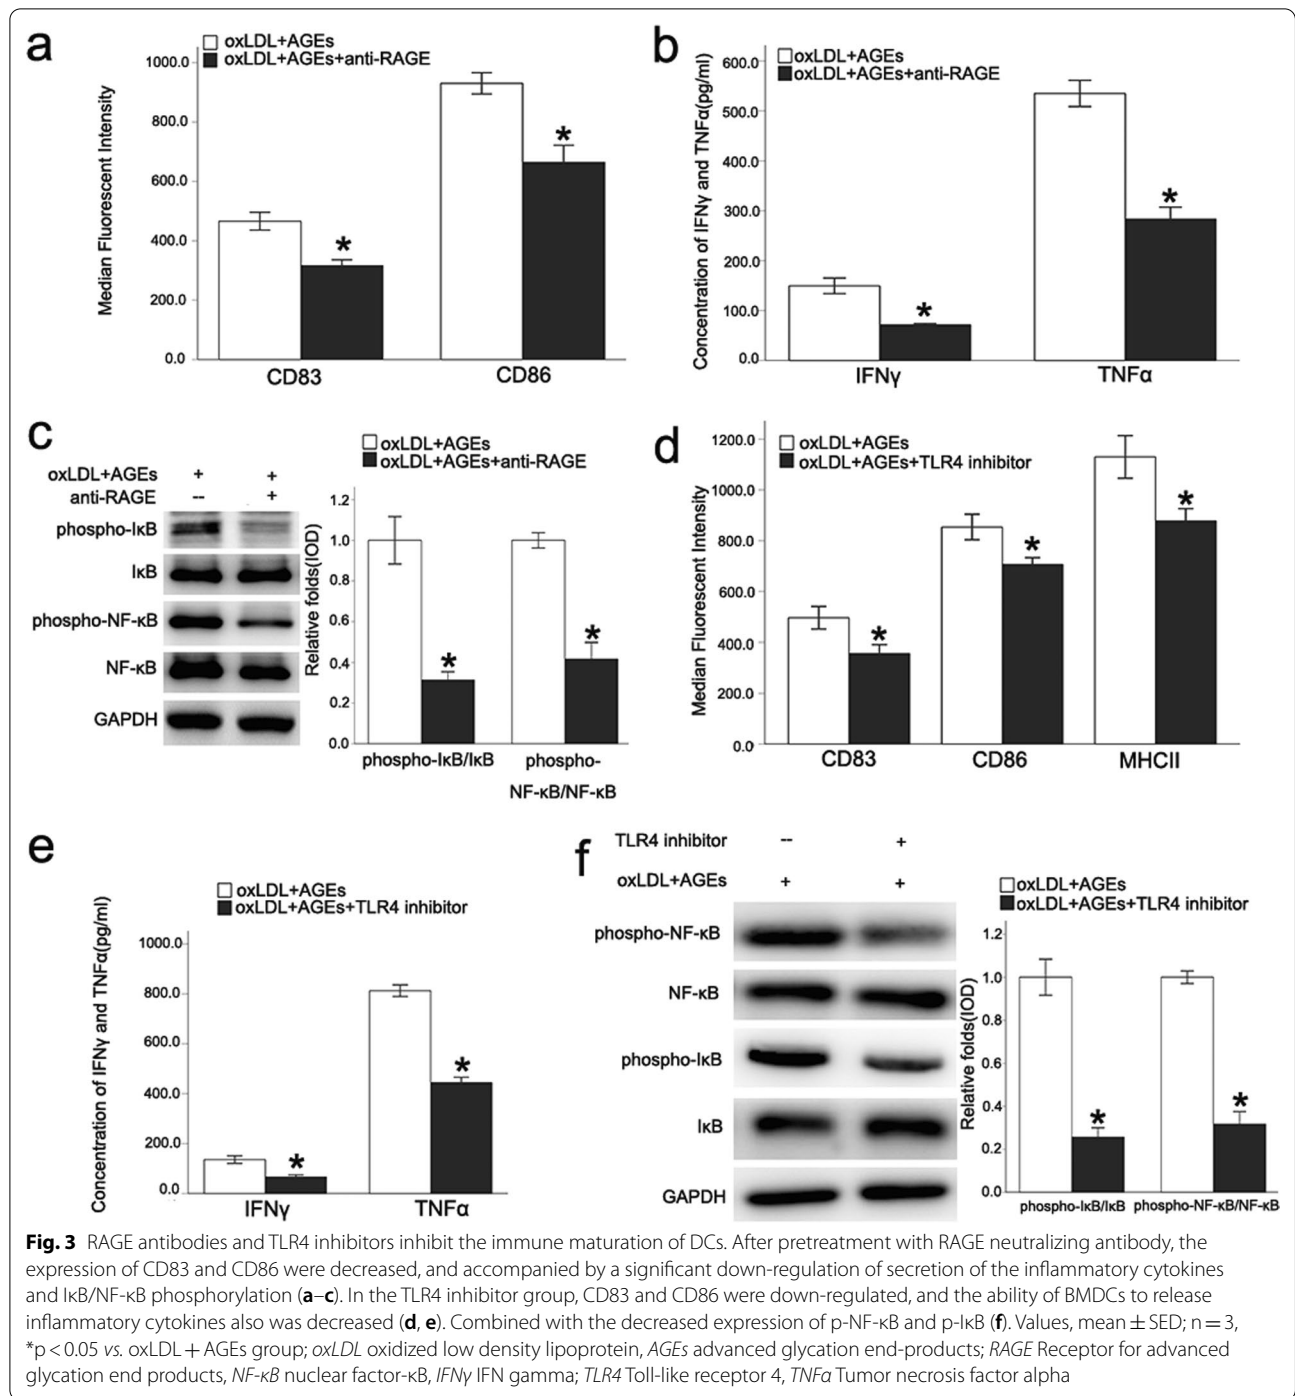 a
oxLDL+AGEs
oxLDL+AGEs+anti-RAGE
Median Fluorescent Intensity
1000.0
800.0
600.0
400.0
200.0
0.0
*
*
CD83
CD86
b
oxLDL+AGEs
oxLDL+AGEs+anti-RAGE
Concentration of IFNγ and TNFα(pg/ml)
600.0
500.0
400.0
300.0
200.0
100.0
0.0
*
*
IFNγ
TNFα
c
oxLDL+AGEs + +
anti-RAGE -- +
phospho-IκB
IκB
phospho-NF-κB
NF-κB
GAPDH
oxLDL+AGEs
oxLDL+AGEs+anti-RAGE
Relative folds(IOD)
1.2
1.0
0.8
0.6
0.4
0.2
0.0
*
*
phospho-IκB/IκB
phospho-
NF-κB/NF-κB
d
oxLDL+AGEs
oxLDL+AGEs+TLR4 inhibitor
Median Fluorescent Intensity
1200.0
1000.0
800.0
600.0
400.0
200.0
0.0
*
*
*
CD83
CD86
MHCII
e
oxLDL+AGEs
oxLDL+AGEs+TLR4 inhibitor
Concentration of IFNγ and TNFα(pg/ml)
1000.0
800.0
600.0
400.0
200.0
0.0
*
*
IFNγ
TNFα
f
TLR4 inhibitor -- +
oxLDL+AGEs + +
phospho-NF-κB
NF-κB
phospho-IκB
IκB
GAPDH
oxLDL+AGEs
oxLDL+AGEs+TLR4 inhibitor
Relative folds(IOD)
1.2
1.0
0.8
0.6
0.4
0.2
0.0
*
*
phospho-IκB/IκB
phospho-NF-κB/NF-κB
Fig. 3 RAGE antibodies and TLR4 inhibitors inhibit the immune maturation of DCs. After pretreatment with RAGE neutralizing antibody, the
expression of CD83 and CD86 were decreased, and accompanied by a significant down-regulation of secretion of the inflammatory cytokines
and IκB/NF-κB phosphorylation (a–c). In the TLR4 inhibitor group, CD83 and CD86 were down-regulated, and the ability of BMDCs to release
inflammatory cytokines also was decreased (d, e). Combined with the decreased expression of p-NF-κB and p-IκB (f). Values, mean ± SED; n = 3,
*p < 0.05 vs. oxLDL + AGEs group; oxLDL oxidized low density lipoprotein, AGEs advanced glycation end-products; RAGE Receptor for advanced
glycation end products, NF-κB nuclear factor-κB, IFNγ IFN gamma; TLR4 Toll-like receptor 4, TNFα Tumor necrosis factor alpha